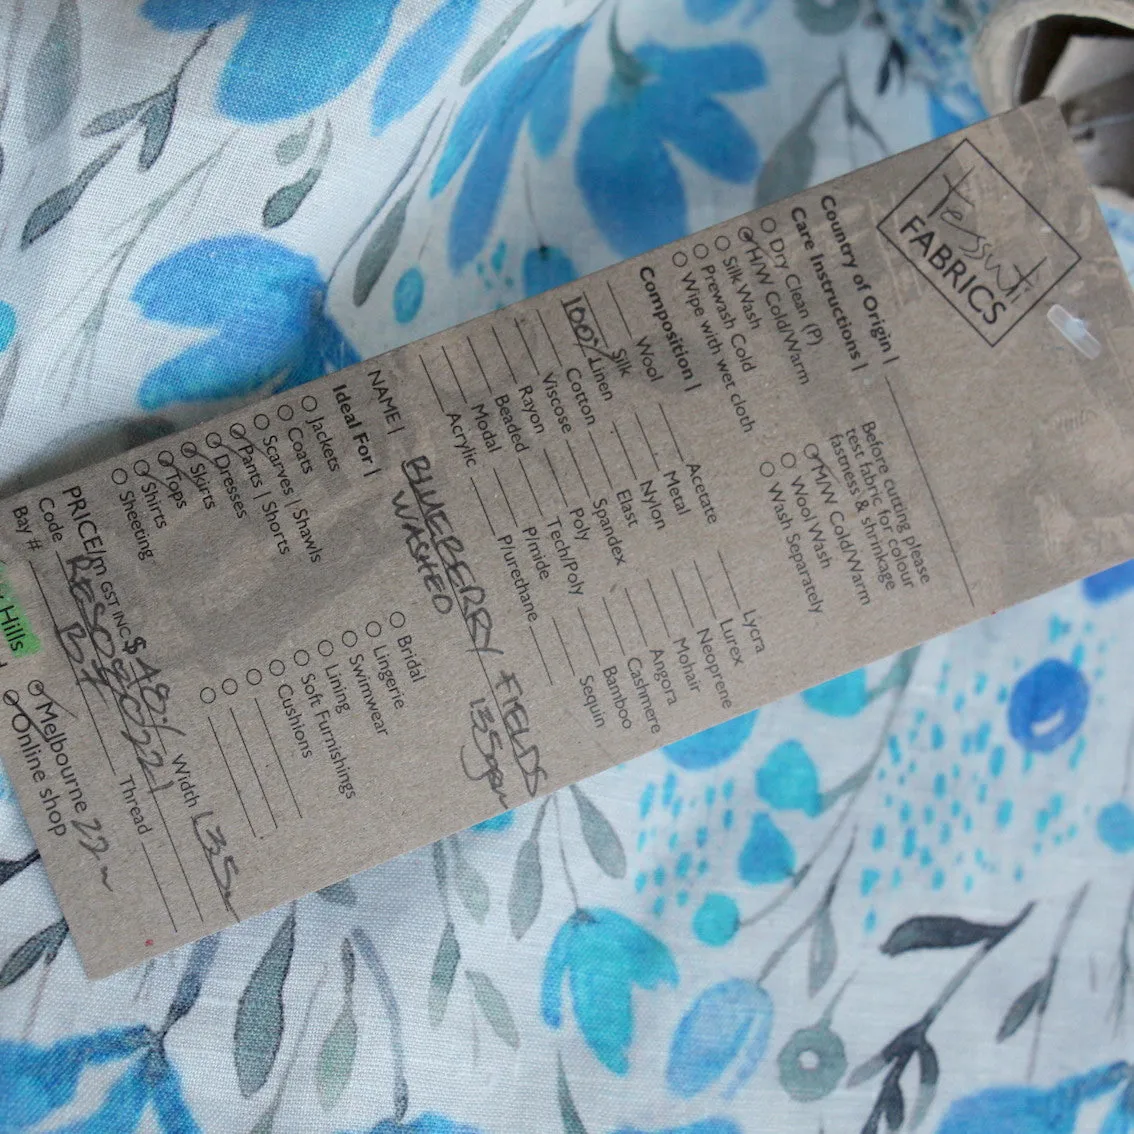 Tessuti
FABRICS
Country of Origin |
Care Instructions |
Dry Clean (P)
H/W Cold/Warm
Silk Wash
Prewash Cold
Wipe with wet cloth
Before cutting please
test fabric for colour
fastness & shrinkage
H/W Cold/Warm
Wool Wash
Wash Separately
Composition |
Wool Acetate Lycra
Silk Metal Lurex
100% Linen Nylon Neoprene
Cotton Elast Mohair
Viscose Spandex Angora
Rayon Poly Cashmere
Beaded Tech/Poly Bamboo
Modal P/mide Sequin
Acrylic P/urethane
NAME | BLUEBERRY FIELDS
WASHED 135gsm
Ideal For |
Jackets Bridal
Coats Lingerie
Scarves | Shawls Swimwear
Pants | Shorts Lining
Dresses Soft Furnishings
Skirts Cushions
Tops
Shirts
Sheeting
PRICE/m GST INC $ 48 Width 135
Code
Bay # Thread
Hills
Melbourne 22m
Online shop